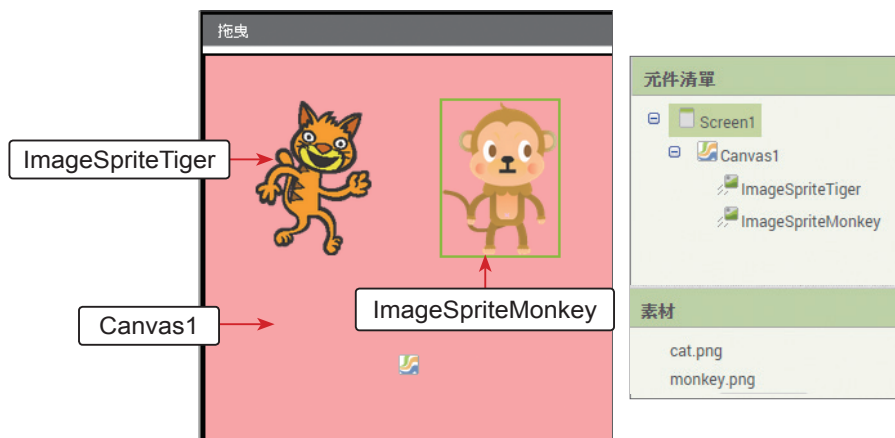 拖曳
ImageSpriteTiger
Canvas1
ImageSpriteMonkey
元件清單
Screen1
Canvas1
ImageSpriteTiger
ImageSpriteMonkey
素材
cat.png
monkey.png